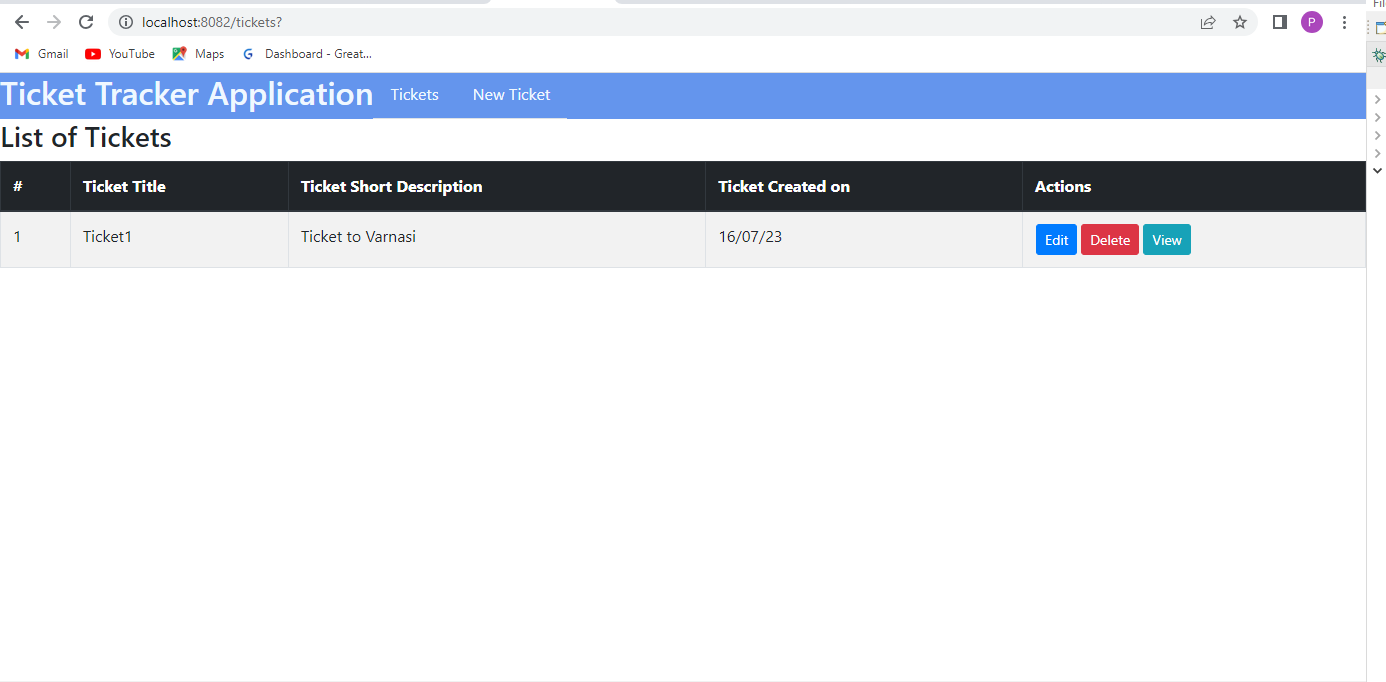 Fil
localhost:8082/tickets?
P
Gmail YouTube Maps G Dashboard - Great...
Ticket Tracker Application Tickets New Ticket
List of Tickets
# Ticket Title Ticket Short Description Ticket Created on Actions
1 Ticket1 Ticket to Varnasi 16/07/23 Edit Delete View